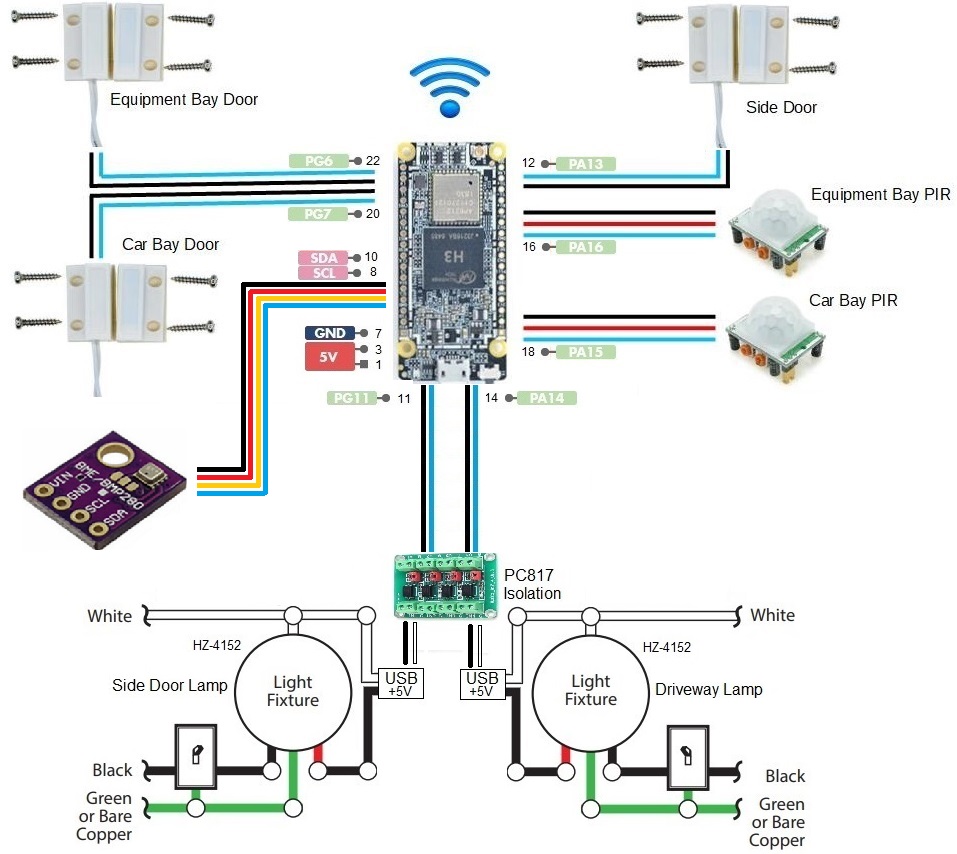 Equipment Bay Door
Side Door
PG6 22
12 PA13
Equipment Bay PIR
PG7 20
Car Bay Door
16 PA16
SDA 10
SCL 8
H3
Car Bay PIR
GND 7
3
5V
1
18 PA15
PG11 11
14 PA14
VIN
GND
SCL
SDA
BME/BMP280
PC817
Isolation
White
White
HZ-4152
HZ-4152
USB
+5V
USB
+5V
Side Door Lamp
Light
Fixture
Light
Fixture
Driveway Lamp
Black
Black
Green
or Bare
Copper
Green
or Bare
Copper